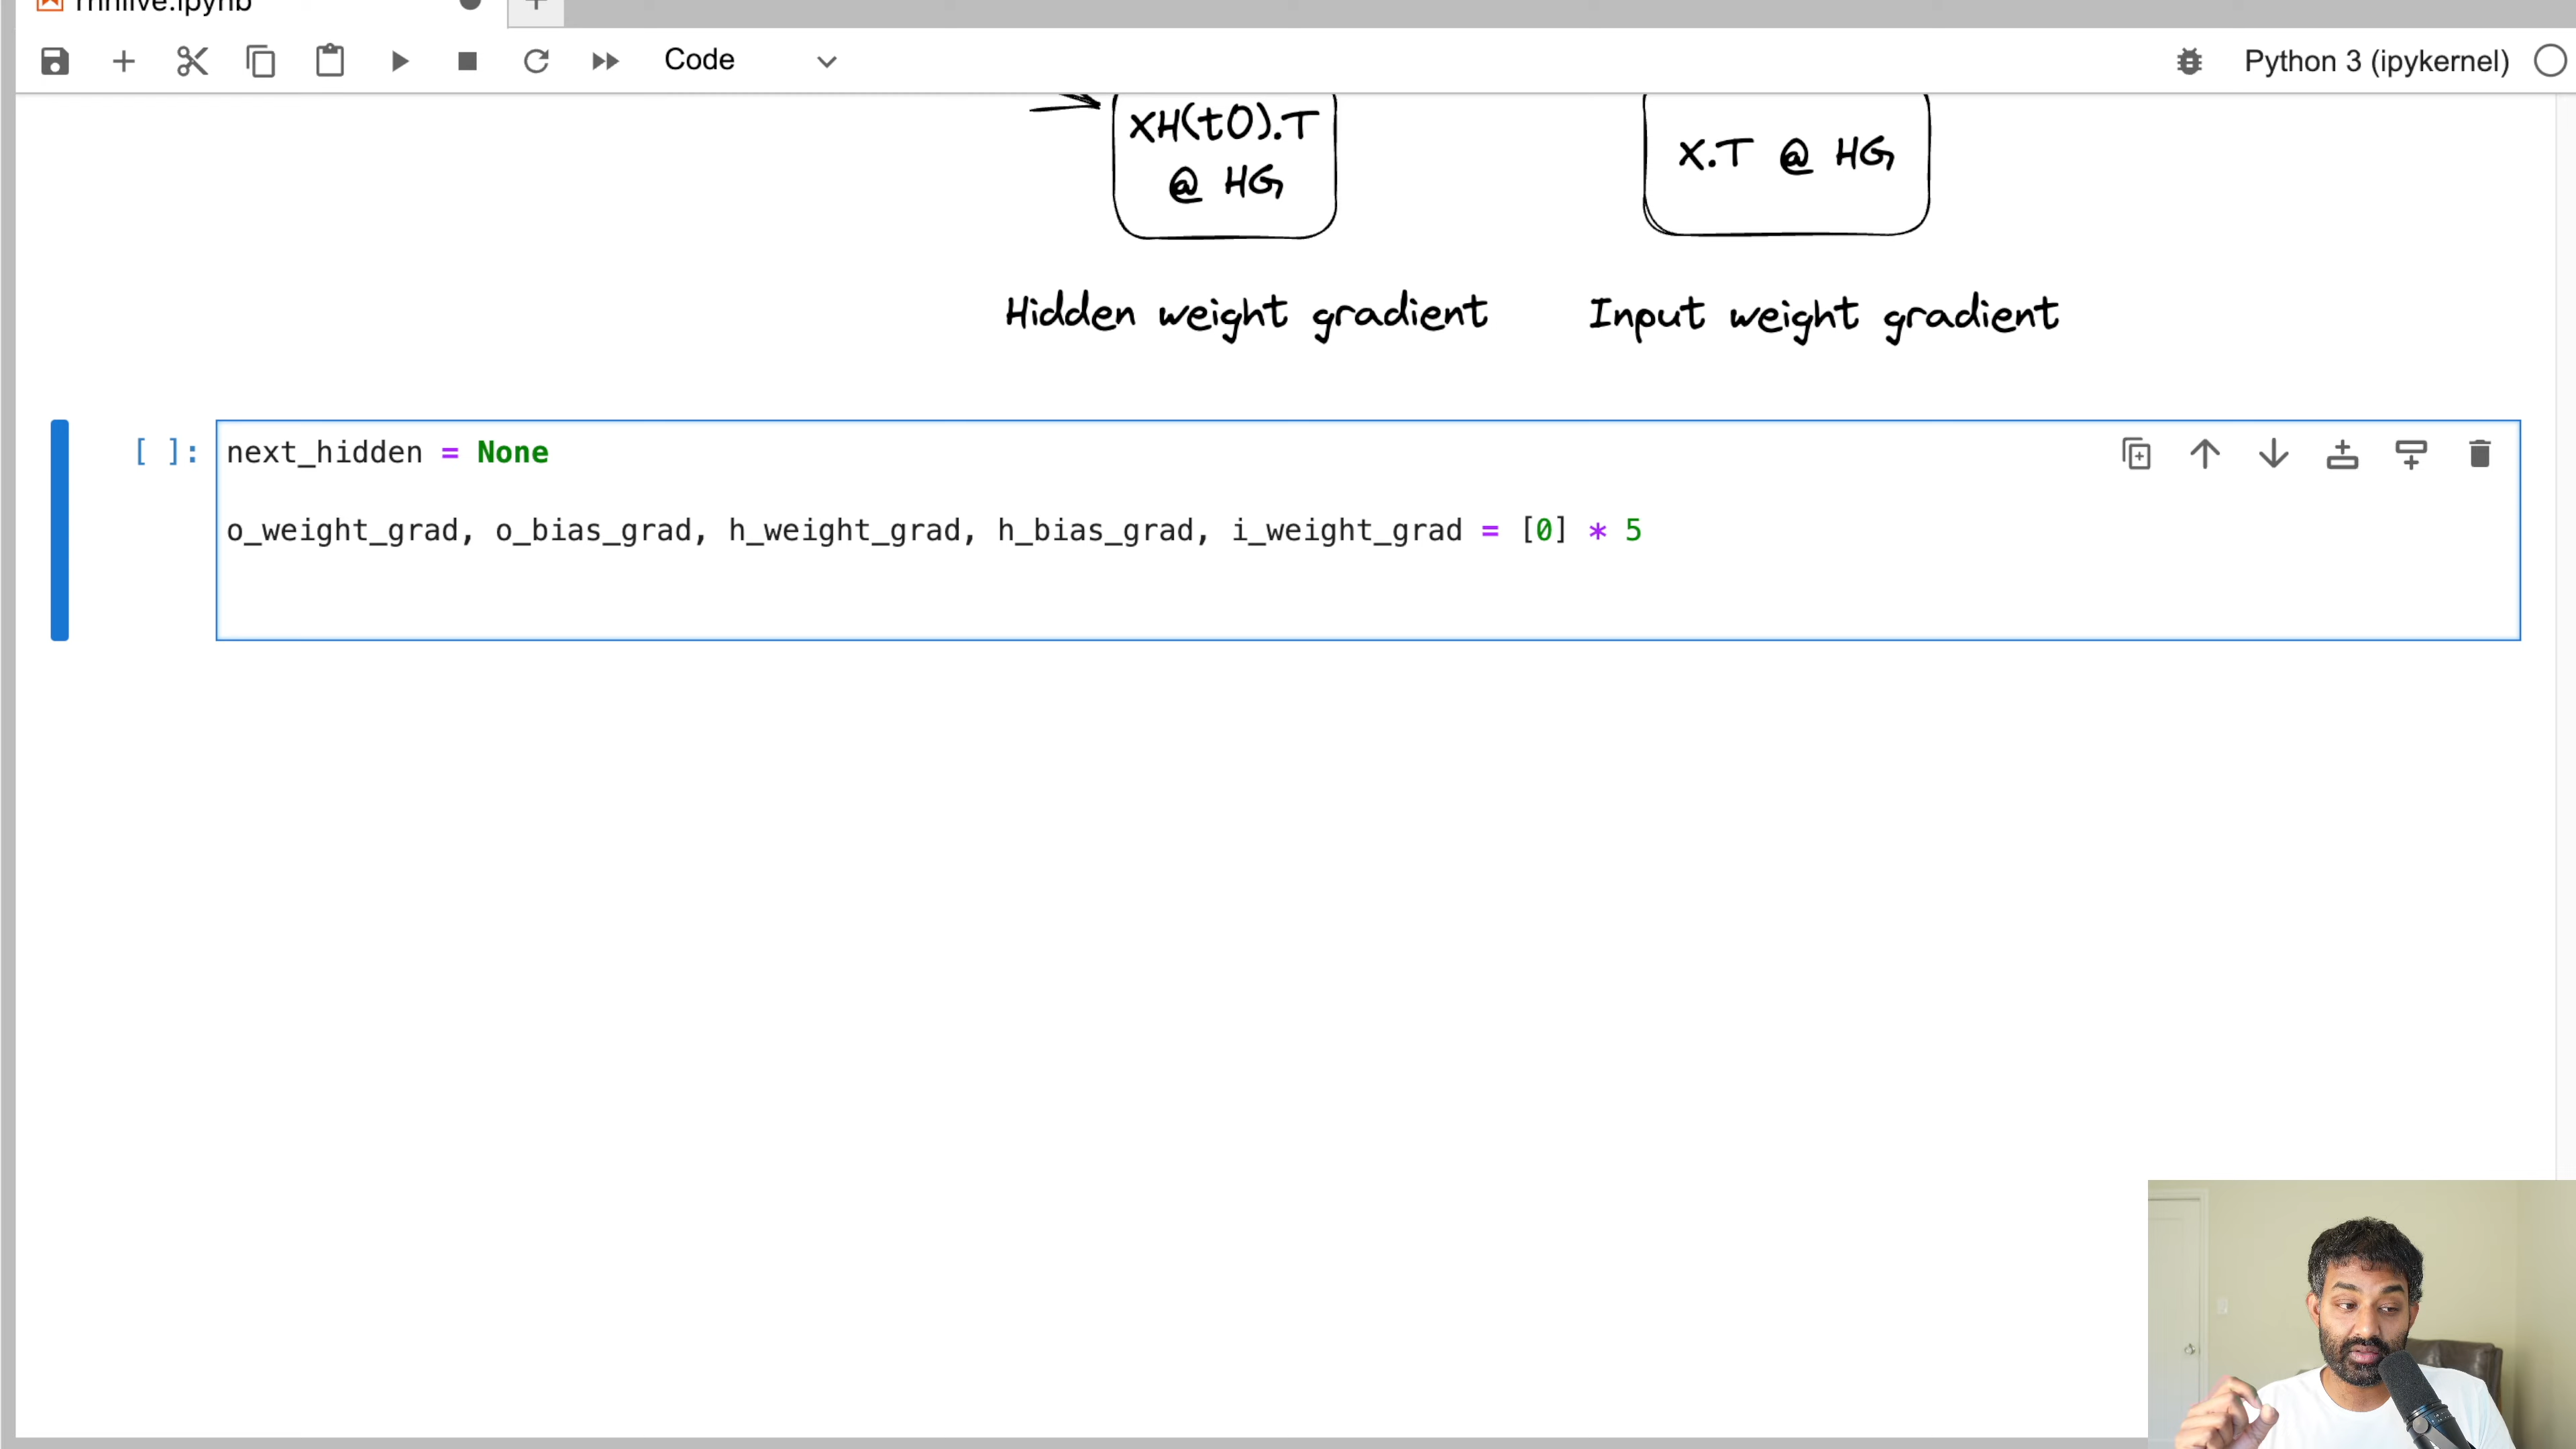 rnnlive.ipynb
Code
Python 3 (ipykernel)
XH(t0).T
@ HG
X.T @ HG
Hidden weight gradient
Input weight gradient
[ ]:
next_hidden = None
o_weight_grad, o_bias_grad, h_weight_grad, h_bias_grad, i_weight_grad = [0] * 5